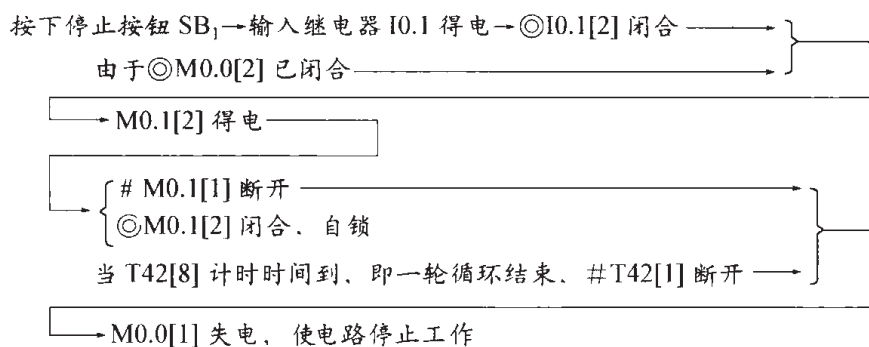 按下停止按钮 SB₁→输入继电器 I0.1 得电→◎I0.1[2] 闭合
由于◎M0.0[2] 已闭合
M0.1[2] 得电
# M0.1[1] 断开
◎M0.1[2] 闭合、自锁
当 T42[8] 计时时间到、即一轮循环结束、#T42[1] 断开
M0.0[1] 失电，使电路停止工作